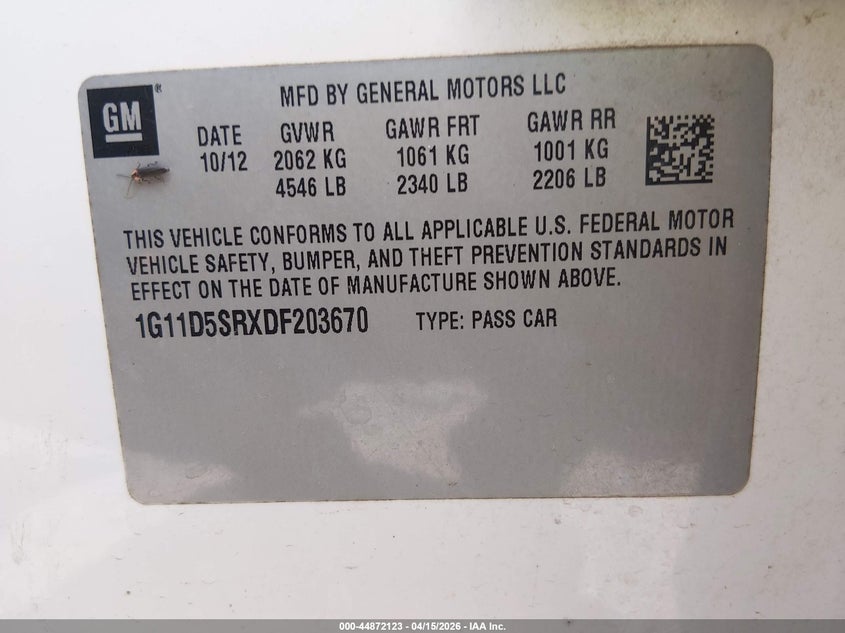 GM®
MFD BY GENERAL MOTORS LLC
DATE GVWR GAWR FRT GAWR RR
10/12 2062 KG 1061 KG 1001 KG
4546 LB 2340 LB 2206 LB
THIS VEHICLE CONFORMS TO ALL APPLICABLE U.S. FEDERAL MOTOR
VEHICLE SAFETY, BUMPER, AND THEFT PREVENTION STANDARDS IN
EFFECT ON THE DATE OF MANUFACTURE SHOWN ABOVE.
1G11D5SRXDF203670 TYPE: PASS CAR
000-44872123 - 04/15/2026 - IAA Inc.